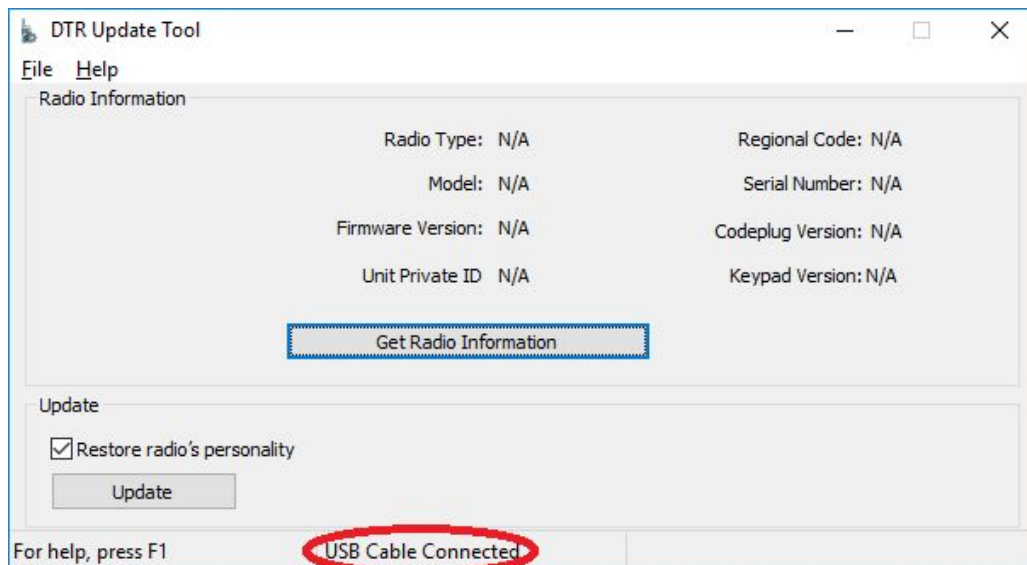 DTR Update Tool
File Help
Radio Information
Radio Type: N/A Regional Code: N/A
Model: N/A Serial Number: N/A
Firmware Version: N/A Codeplug Version: N/A
Unit Private ID N/A Keypad Version: N/A
Get Radio Information
Update
Restore radio's personality
Update
For help, press F1 USB Cable Connected